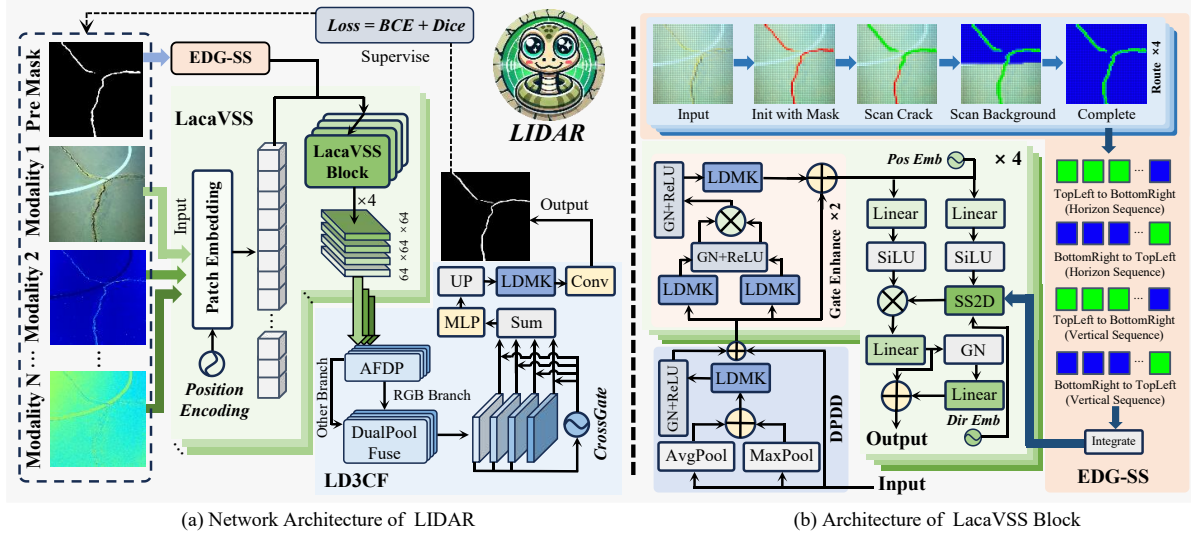 Loss = BCE + Dice
Supervise
Pre Mask
Modality 1
Modality 2
...
Modality N
EDG-SS
LacaVSS
Input
Patch Embedding
Position
Encoding
LacaVSS
Block
×4
64 ×64 ×64
LIDAR
Output
UP
LDMK
Conv
MLP
Sum
AFDP
Other Branch
RGB Branch
DualPool
Fuse
CrossGate
LD3CF
(a) Network Architecture of LIDAR
Input
Init with Mask
Scan Crack
Scan Background
Complete
Route ×4
GN+ReLU
LDMK
GN+ReLU
LDMK
LDMK
Gate Enhance ×2
Pos Emb
× 4
Linear
Linear
SiLU
SiLU
SS2D
Linear
GN
Linear
Dir Emb
Output
GN+ReLU
LDMK
AvgPool
MaxPool
DPDD
Input
...
TopLeft to BottomRight
(Horizon Sequence)
...
BottomRight to TopLeft
(Horizon Sequence)
...
TopLeft to BottomRight
(Vertical Sequence)
...
BottomRight to TopLeft
(Vertical Sequence)
Integrate
EDG-SS
(b) Architecture of LacaVSS Block